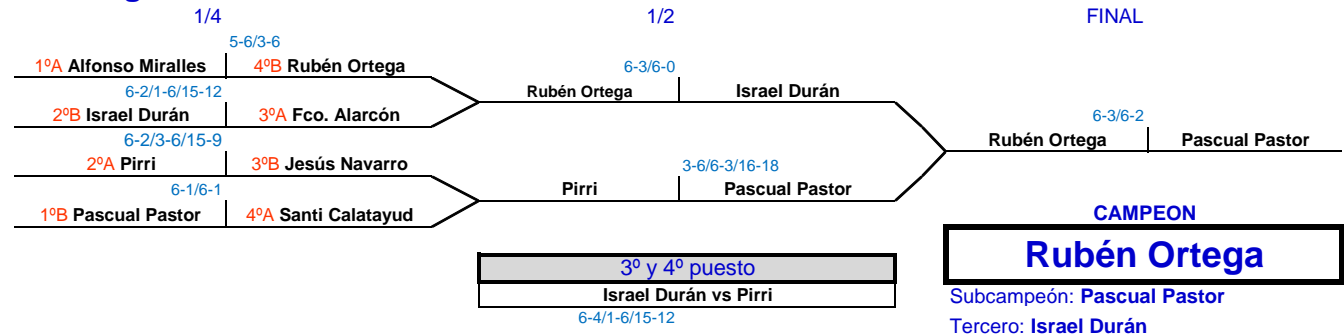 1/4 1/2 FINAL
5-6/3-6
1ºA Alfonso Miralles 4ºB Rubén Ortega 6-3/6-0
6-2/1-6/15-12 Rubén Ortega Israel Durán
2ºB Israel Durán 3ºA Fco. Alarcón 6-3/6-2
6-2/3-6/15-9 Rubén Ortega Pascual Pastor
2ºA Pirri 3ºB Jesús Navarro 3-6/6-3/16-18
6-1/6-1 Pirri Pascual Pastor
1ºB Pascual Pastor 4ºA Santi Calatayud CAMPEON
Rubén Ortega
3º y 4º puesto
Israel Durán vs Pirri Subcampeón: Pascual Pastor
6-4/1-6/15-12 Tercero: Israel Durán